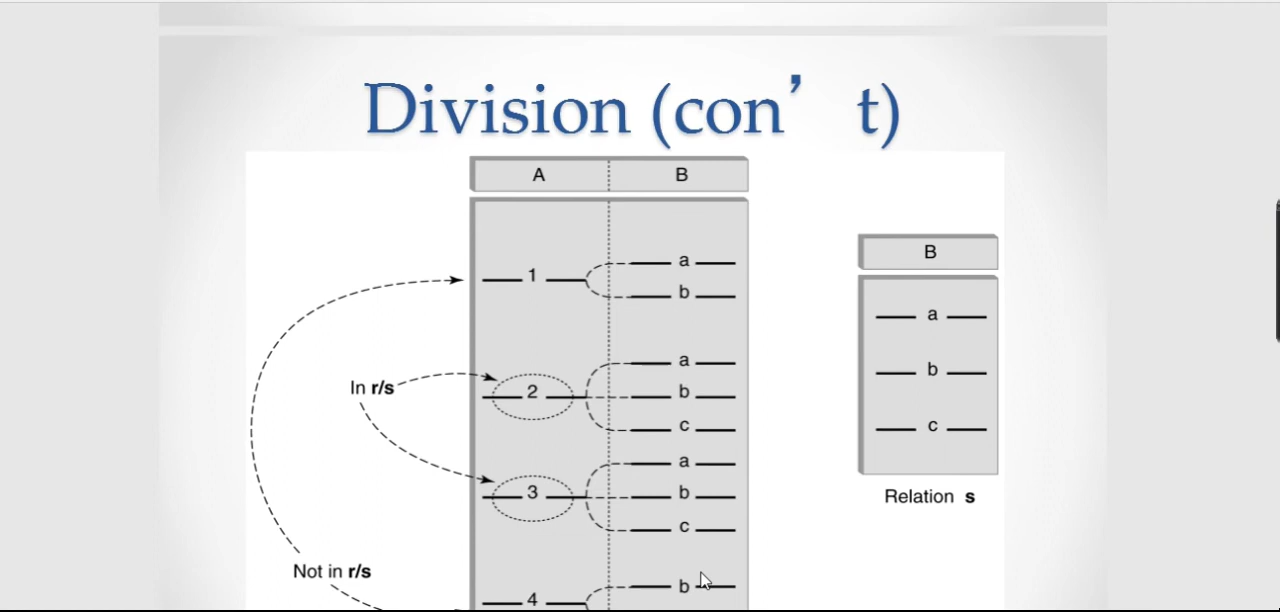 Division (con't)
A B
B
a
1
b
a
b
c
a
In r/s 2 b
c
a
3 b
c
Relation s
Not in r/s
b
4